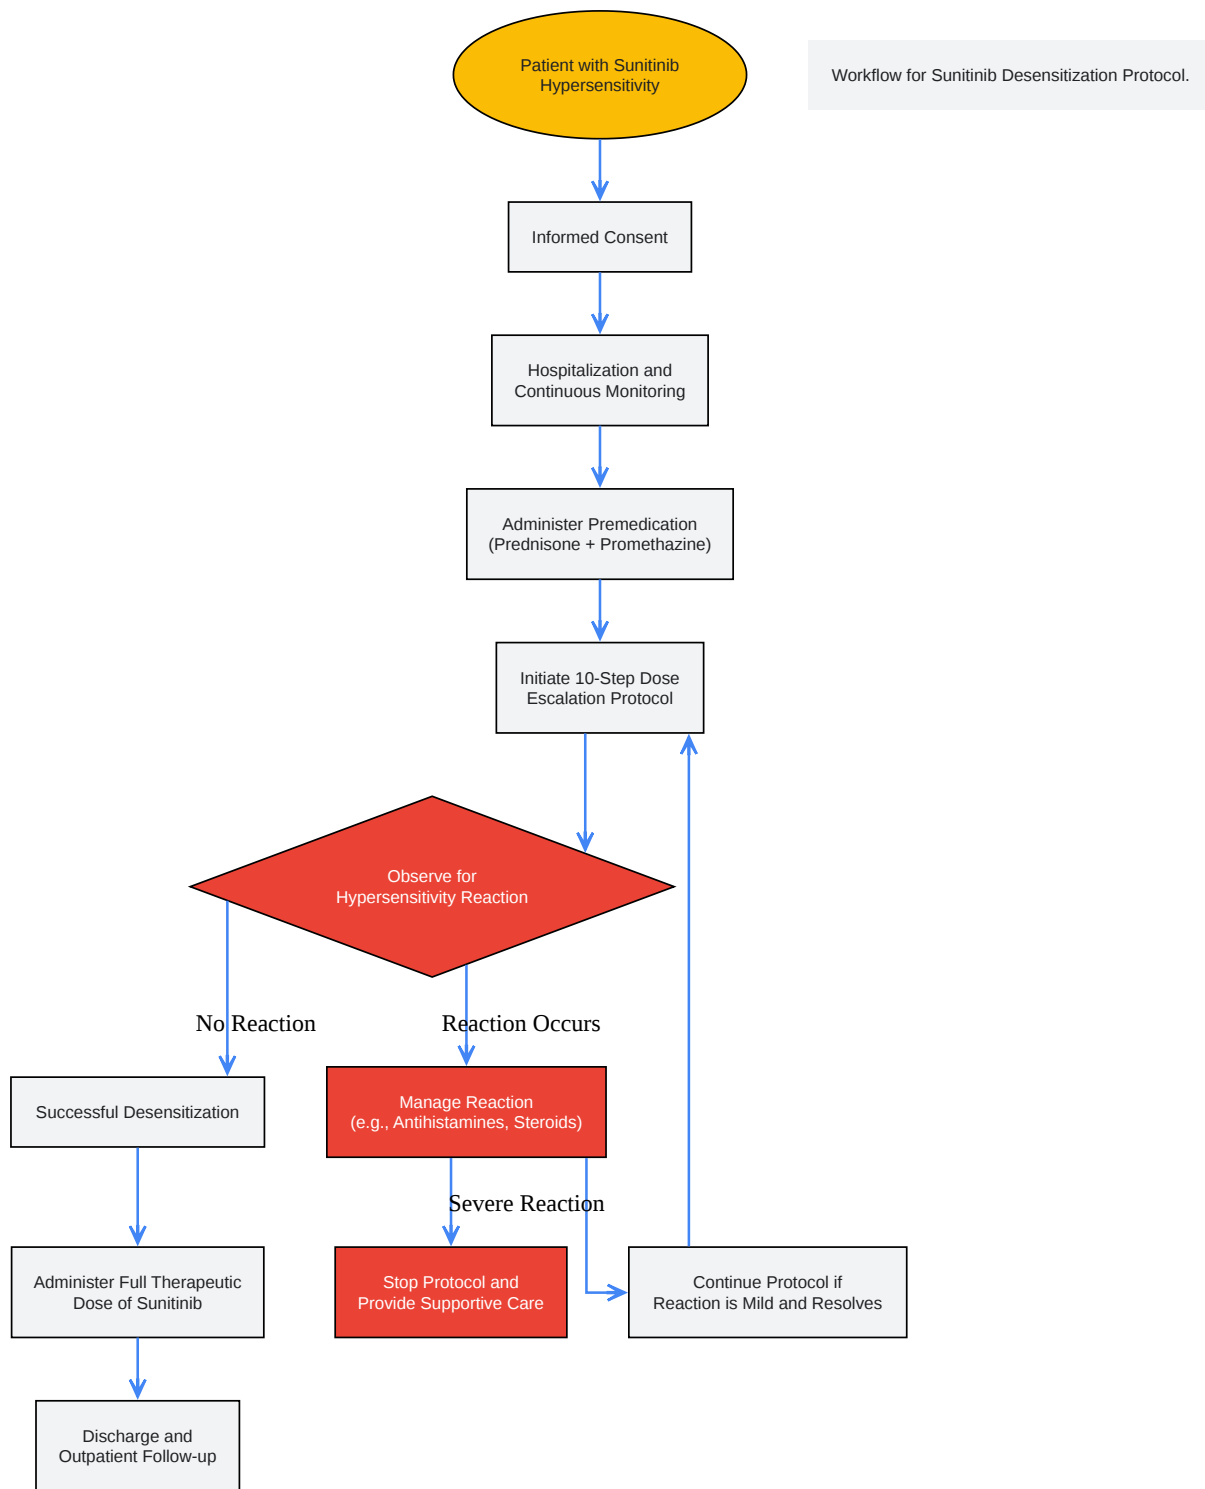 Patient with Sunitinib
Hypersensitivity
Workflow for Sunitinib Desensitization Protocol.
Informed Consent
Hospitalization and
Continuous Monitoring
Administer Premedication
(Prednisone + Promethazine)
Initiate 10-Step Dose
Escalation Protocol
Observe for
Hypersensitivity Reaction
No Reaction
Reaction Occurs
Successful Desensitization
Manage Reaction
(e.g., Antihistamines, Steroids)
Severe Reaction
Administer Full Therapeutic
Dose of Sunitinib
Stop Protocol and
Provide Supportive Care
Continue Protocol if
Reaction is Mild and Resolves
Discharge and
Outpatient Follow-up